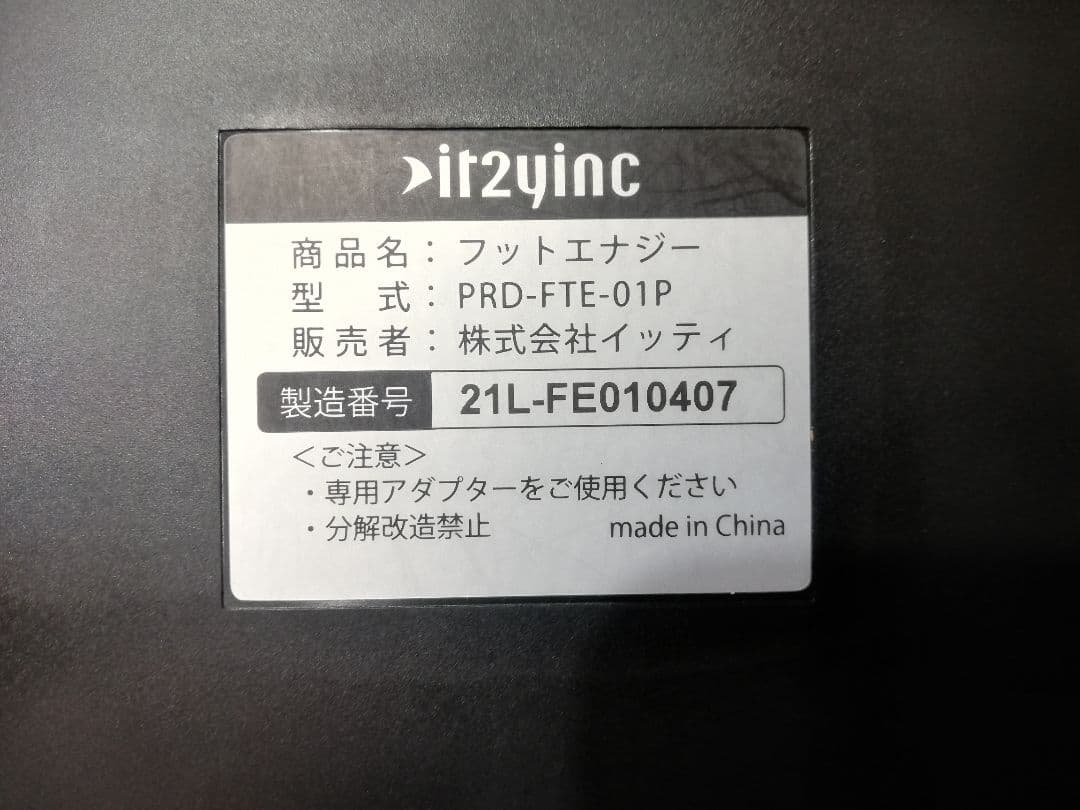 it2yinc
商品名：フットエナジー
型　式：PRD-FTE-01P
販売者：株式会社イッティ
製造番号 21L-FE010407
＜ご注意＞
・専用アダプターをご使用ください
・分解改造禁止 made in China